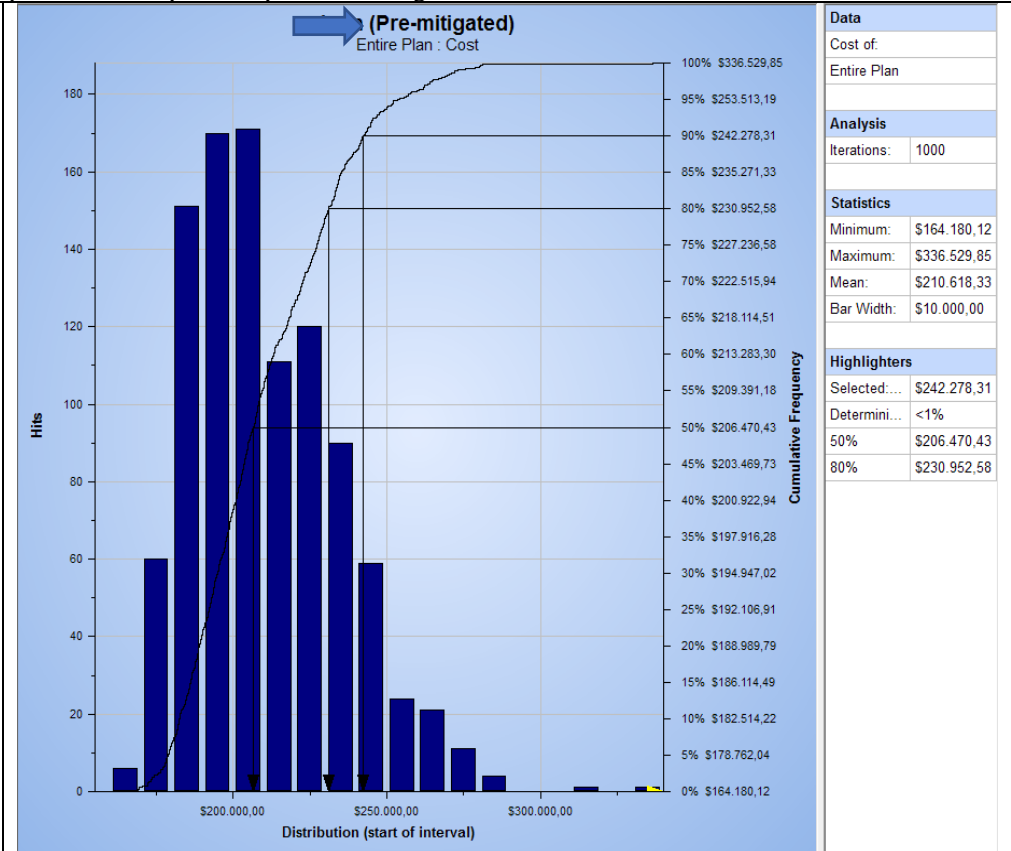 (Pre-mitigated)
Entire Plan : Cost
Hits
180
160
140
120
100
80
60
40
20
0
$200.000,00
$250.000,00
$300.000,00
Distribution (start of interval)
100% $336.529,85
95% $253.513,19
90% $242.278,31
85% $235.271,33
80% $230.952,58
75% $227.236,58
70% $222.515,94
65% $218.114,51
60% $213.283,30
55% $209.391,18
50% $206.470,43
45% $203.469,73
40% $200.922,94
35% $197.916,28
30% $194.947,02
25% $192.106,91
20% $188.989,79
15% $186.114,49
10% $182.514,22
5% $178.762,04
0% $164.180,12
Cumulative Frequency
Data
Cost of:
Entire Plan
Analysis
Iterations: 1000
Statistics
Minimum: $164.180,12
Maximum: $336.529,85
Mean: $210.618,33
Bar Width: $10.000,00
Highlighters
Selected:... $242.278,31
Determini... <1%
50% $206.470,43
80% $230.952,58